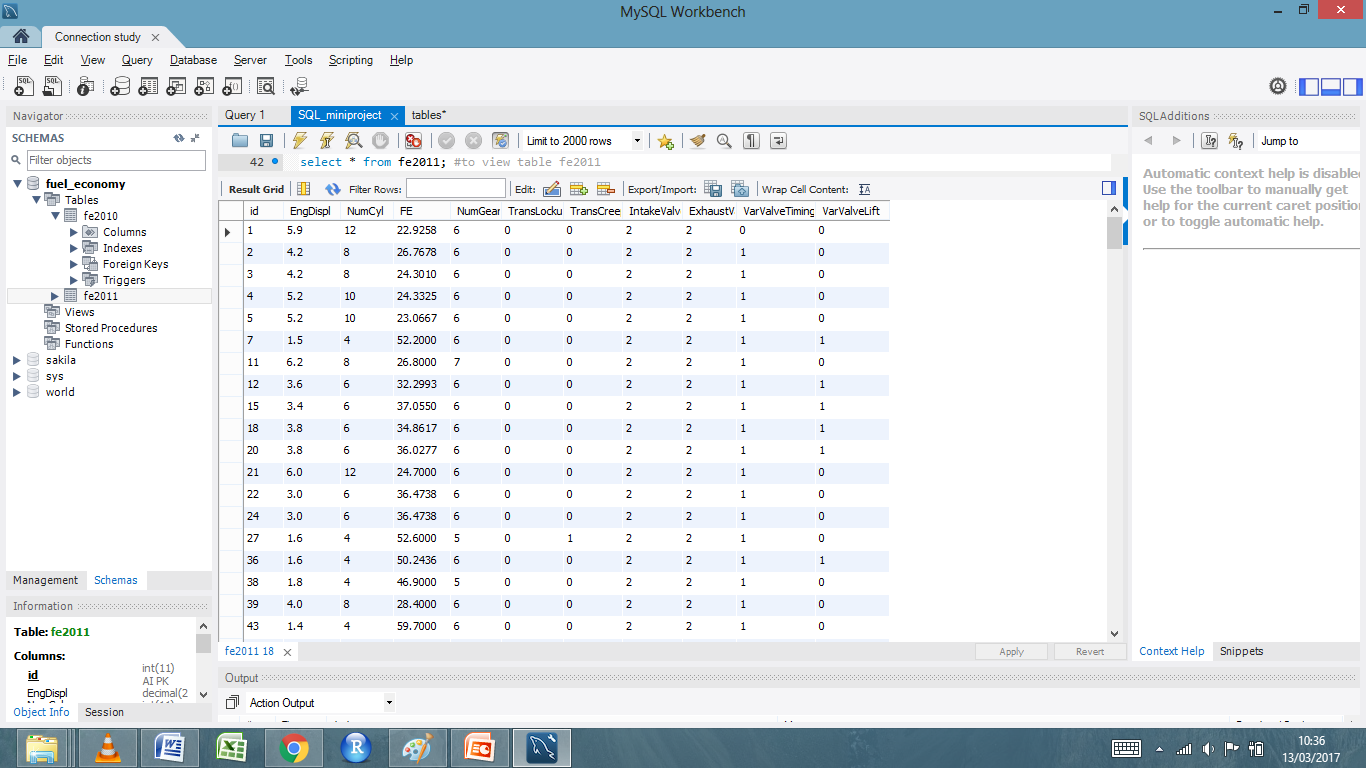 MySQL Workbench
Connection study
File Edit View Query Database Server Tools Scripting Help
Navigator
SCHEMAS
Filter objects
fuel_economy
Tables
fe2010
Columns
Indexes
Foreign Keys
Triggers
fe2011
Views
Stored Procedures
Functions
sakila
sys
world
Management Schemas
Information
Table: fe2011
Columns:
id int(11)
AI PK
EngDispl decimal(2
Object Info Session
Query 1 SQL_miniproject tables*
Limit to 2000 rows
42 select * from fe2011; #to view table fe2011
Result Grid Filter Rows: Edit: Export/Import: Wrap Cell Content:
id EngDispl NumCyl FE NumGear TransLocku TransCree IntakeValv ExhaustV VarValveTiming VarValveLift
1 5.9 12 22.9258 6 0 0 2 2 0 0
2 4.2 8 26.7678 6 0 0 2 2 1 0
3 4.2 8 24.3010 6 0 0 2 2 1 0
4 5.2 10 24.3325 6 0 0 2 2 1 0
5 5.2 10 23.0667 6 0 0 2 2 1 0
7 1.5 4 52.2000 6 0 0 2 2 1 1
11 6.2 8 26.8000 7 0 0 2 2 1 0
12 3.6 6 32.2993 6 0 0 2 2 1 1
15 3.4 6 37.0550 6 0 0 2 2 1 1
18 3.8 6 34.8617 6 0 0 2 2 1 1
20 3.8 6 36.0277 6 0 0 2 2 1 1
21 6.0 12 24.7000 6 0 0 2 2 1 0
22 3.0 6 36.4738 6 0 0 2 2 1 0
24 3.0 6 36.4738 6 0 0 2 2 1 0
27 1.6 4 52.6000 5 0 1 2 2 1 0
36 1.6 4 50.2436 6 0 0 2 2 1 1
38 1.8 4 46.9000 5 0 0 2 2 1 0
39 4.0 8 28.4000 6 0 0 2 2 1 0
43 1.4 4 59.7000 6 0 0 2 2 1 0
fe2011 18
Apply Revert
Output
Action Output
SQLAdditions
Jump to
Automatic context help is disable
Use the toolbar to manually get
help for the current caret position
or to toggle automatic help.
Context Help Snippets
10:36
13/03/2017